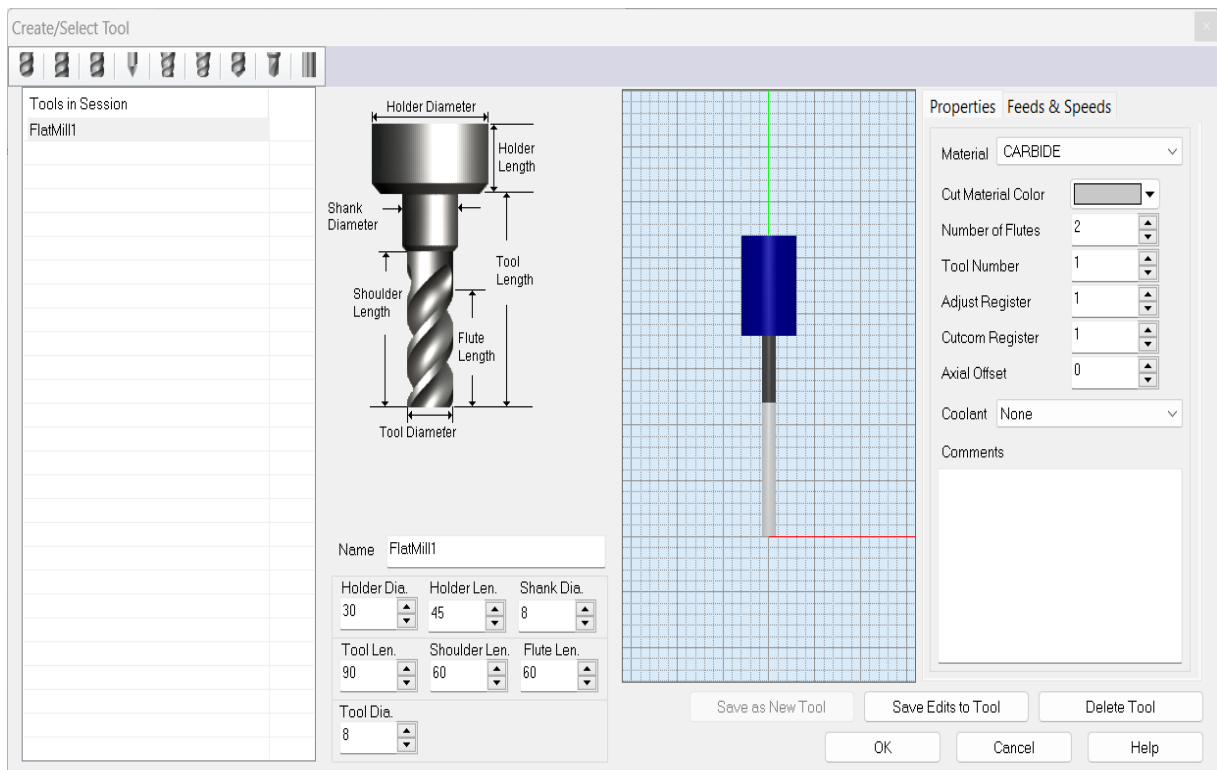 Create/Select Tool
x
Tools in Session
FlatMill1
Holder Diameter
Holder
Length
Shank
Diameter
Tool
Length
Shoulder
Length
Flute
Length
Tool Diameter
Name FlatMill1
Holder Dia. Holder Len. Shank Dia.
30 45 8
Tool Len. Shoulder Len. Flute Len.
90 60 60
Tool Dia.
8
Properties Feeds & Speeds
Material CARBIDE
Cut Material Color
Number of Flutes 2
Tool Number 1
Adjust Register 1
Cutcom Register 1
Axial Offset 0
Coolant None
Comments
Save as New Tool Save Edits to Tool Delete Tool
OK Cancel Help